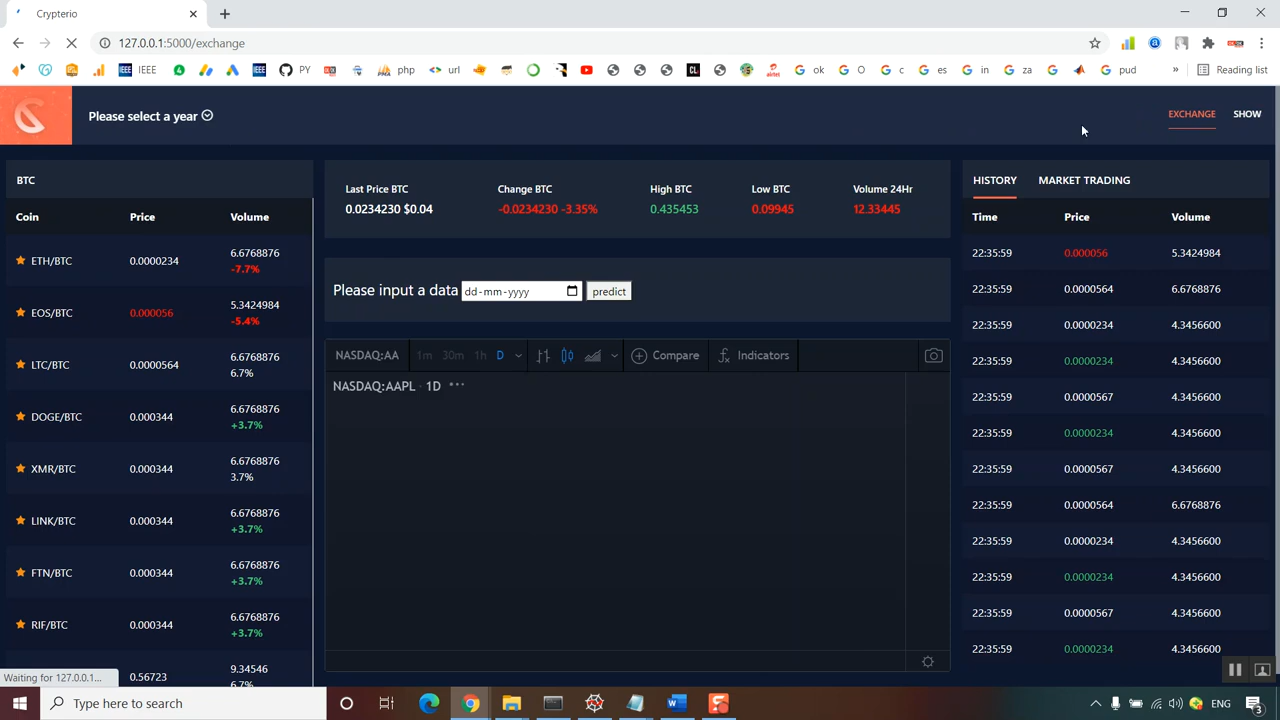 Crypterio
127.0.0.1:5000/exchange
IEEE
IEEE
PY
php
url
CL
airtel
ok
O
c
es
in
za
pud
»
Reading list
Please select a year
EXCHANGE
SHOW
BTC
Coin Price Volume
ETH/BTC 0.0000234 6.6768876
-7.7%
EOS/BTC 0.000056 5.3424984
-5.4%
LTC/BTC 0.0000564 6.6768876
6.7%
DOGE/BTC 0.000344 6.6768876
+3.7%
XMR/BTC 0.000344 6.6768876
3.7%
LINK/BTC 0.000344 6.6768876
+3.7%
FTN/BTC 0.000344 6.6768876
+3.7%
RIF/BTC 0.000344 6.6768876
+3.7%
0.56723 9.34546
6.7%
Last Price BTC Change BTC High BTC Low BTC Volume 24Hr
0.0234230 $0.04 -0.0234230 -3.35% 0.435453 0.09945 12.33445
Please input a data dd-mm-yyyy predict
NASDAQ:AA 1m 30m 1h D Compare Indicators
NASDAQ:AAPL · 1D ···
HISTORY MARKET TRADING
Time Price Volume
22:35:59 0.000056 5.3424984
22:35:59 0.0000564 6.6768876
22:35:59 0.0000234 4.3456600
22:35:59 0.0000234 4.3456600
22:35:59 0.0000567 4.3456600
22:35:59 0.0000234 4.3456600
22:35:59 0.0000567 4.3456600
22:35:59 0.0000567 6.6768876
22:35:59 0.0000234 4.3456600
22:35:59 0.0000234 4.3456600
22:35:59 0.0000567 4.3456600
22:35:59 0.0000234 4.3456600
Waiting for 127.0.0.1...
Type here to search
ENG
3